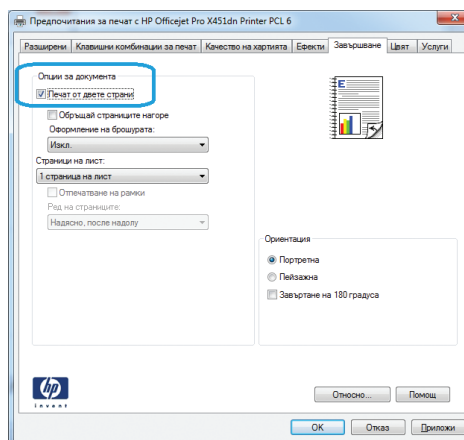 Предпочитания за печат с HP Officejet Pro X451dn Printer PCL 6
Разширени Клавишни комбинации за печат Качество на хартията Ефекти Завършване Цвят Услуги
Опции за документа
Печат от двете страни
Обръщай страниците нагоре
Оформление на брошурата:
Изкл.
Страници на лист:
1 страница на лист
Отпечатване на рамки
Ред на страниците:
Надясно, после надолу
E
Ориентация
Портретна
Пейзажна
Завъртане на 180 градуса
hp
invent
Относно... Помощ
OK Отказ Приложи